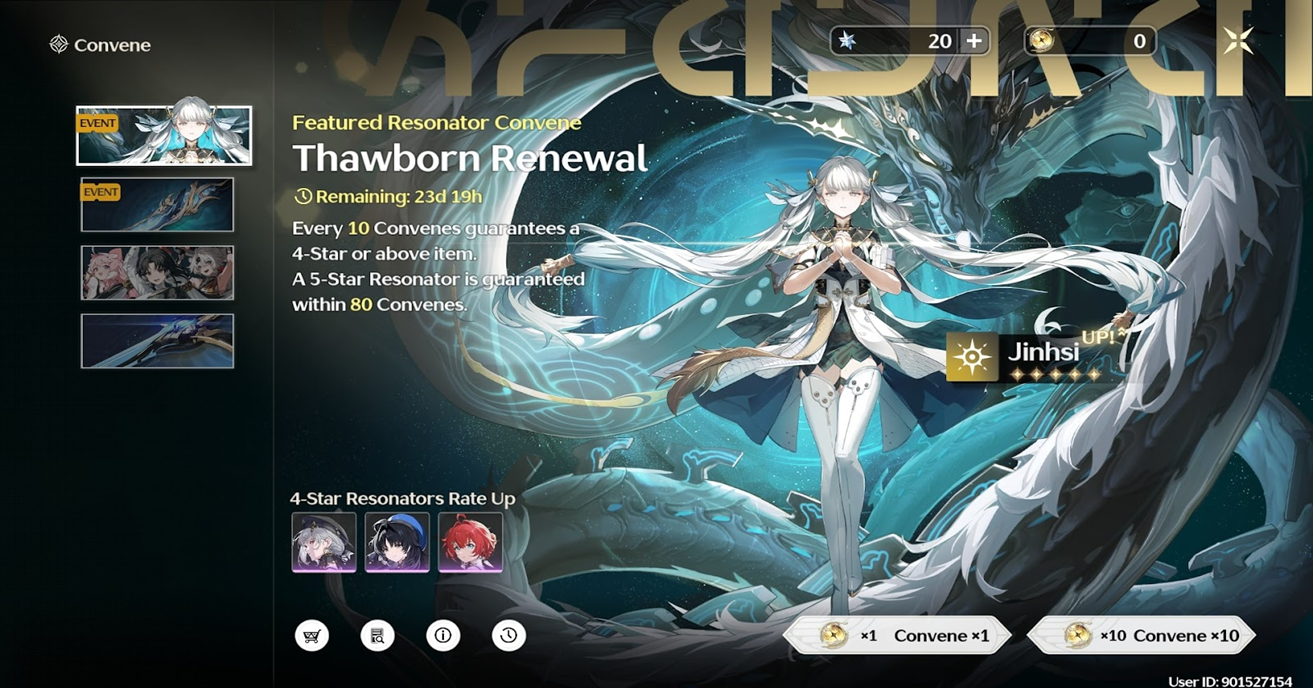 Convene
20
0
EVENT
EVENT
Featured Resonator Convene
Thawborn Renewal
Remaining: 23d 19h
Every 10 Convenes guarantees a
4-Star or above item.
A 5-Star Resonator is guaranteed
within 80 Convenes.
UP!
Jinhsi
4-Star Resonators Rate Up
×1 Convene ×1
×10 Convene ×10
User ID: 901527154